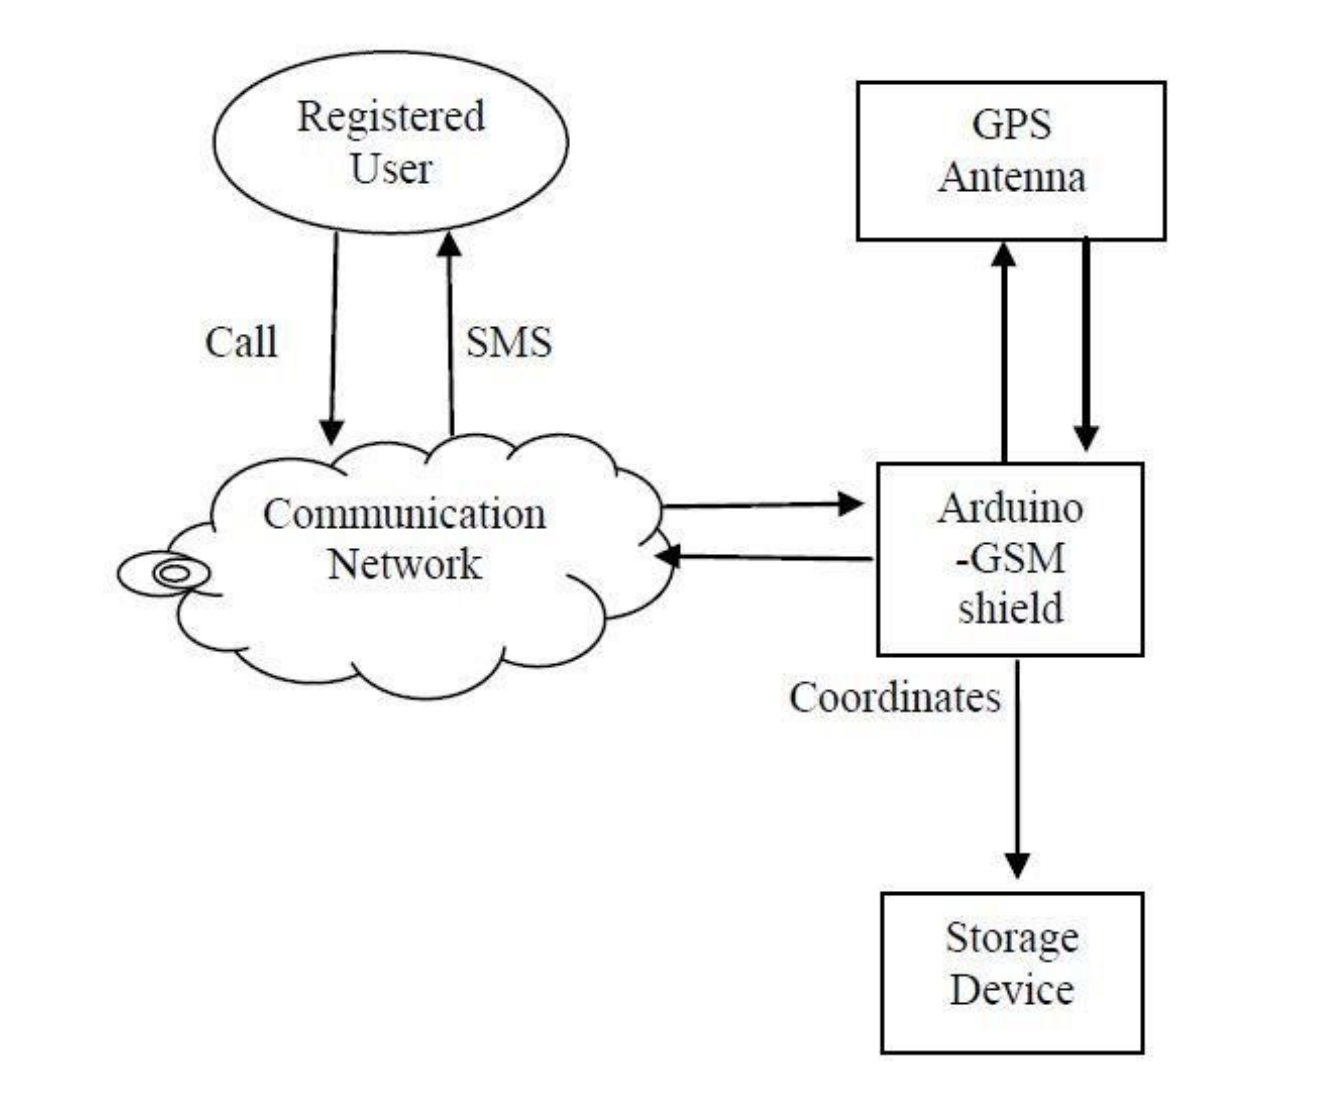 Registered
User
GPS
Antenna
Call
SMS
Communication
Network
Arduino
-GSM
shield
Coordinates
Storage
Device